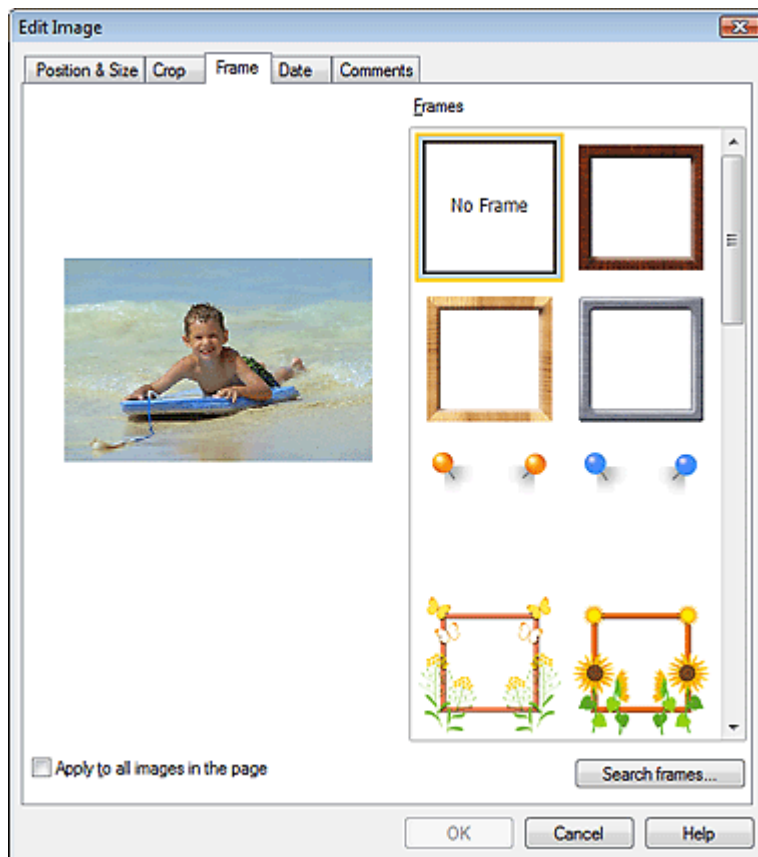 Edit Image
Position & Size Crop Frame Date Comments
Frames
No Frame
Apply to all images in the page
Search frames...
OK Cancel Help